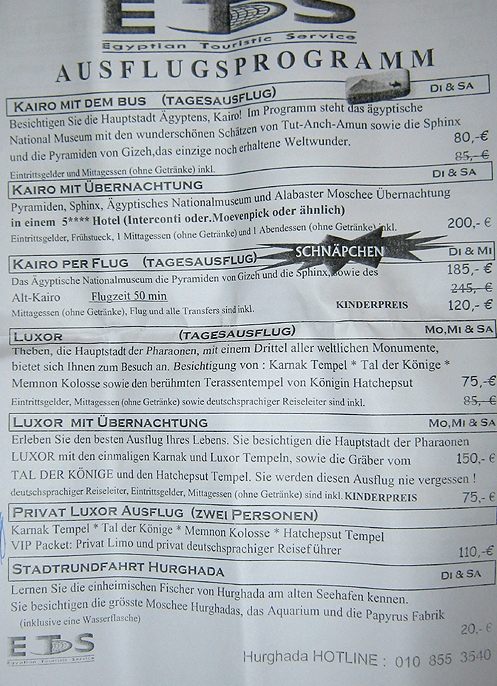 ETS
Egyptian Touristic Service
AUSFLUGSPROGRAMM
KAIRO MIT DEM BUS (TAGESAUSFLUG) DI & SA
Besichtigen Sie die Hauptstadt Ägyptens, Kairo! Im Programm steht das ägyptische
National Museum mit den wunderschönen Schätzen von Tut-Anch-Amun sowie die Sphinx
und die Pyramiden von Gizeh,das einzige noch erhaltene Weltwunder. 80,-€
Eintrittsgelder und Mittagessen (ohne Getränke) inkl. 85,-€
KAIRO MIT ÜBERNACHTUNG DI & SA
Pyramiden, Sphinx, Ägyptisches Nationalmuseum und Alabaster Moschee Übernachtung
in einem 5**** Hotel (Interconti oder.Moevenpick oder ähnlich)
Eintrittsgelder, Frühstueck, 1 Mittagessen (ohne Getränke) und 1 Abendessen (ohne Getränke) inkl. 200,-€
SCHNÄPCHEN
KAIRO PER FLUG (TAGESAUSFLUG) DI & MI
Das Ägyptische Nationalmuseum die Pyramiden von Gizeh und die Sphinx, sowie des 185,-€
Alt-Kairo Flugzeit 50 min 245,-€
Mittagessen (ohne Getränke), Flug und alle Transfers sind inkl. KINDERPREIS 120,-€
LUXOR (TAGESAUSFLUG) MO,MI & SA
Theben, die Hauptstadt der Pharaonen, mit einem Drittel aller weltlichen Monumente,
bietet sich Ihnen zum Besuch an. Besichtigung von : Karnak Tempel * Tal der Könige *
Memnon Kolosse sowie den berühmten Terassentempel von Königin Hatchepsut 75,-€
Eintrittsgelder, Mittagessen (ohne Getränke) sowie deutschsprachiger Reiseleiter sind inkl. 85,-€
LUXOR MIT ÜBERNACHTUNG MO,MI & SA
Erleben Sie den besten Ausflug Ihres Lebens. Sie besichtigen die Hauptstadt der Pharaonen
LUXOR mit den einmaligen Karnak und Luxor Tempeln, sowie die Gräber vom 150,-€
TAL DER KÖNIGE und den Hatchepsut Tempel. Sie werden diesen Ausflug nie vergessen !
deutschsprachiger Reiseleiter, Eintrittsgelder, Mittagessen (ohne Getränke) sind inkl. KINDERPREIS 75,-€
PRIVAT LUXOR AUSFLUG (ZWEI PERSONEN)
Karnak Tempel * Tal der Könige * Memnon Kolosse * Hatchepsut Tempel
VIP Packet: Privat Limo und privat deutschsprachiger Reiseführer 110,-€
STADTRUNDFAHRT HURGHADA DI & SA
Lernen Sie die einheimischen Fischer von Hurghada am alten Seehafen kennen.
Sie besichtigen die grösste Moschee Hurghadas, das Aquarium und die Papyrus Fabrik
(inklusive eine Wasserflasche) 20,-€
ETS
Egyptian Touristic Service
Hurghada HOTLINE : 010 855 3540